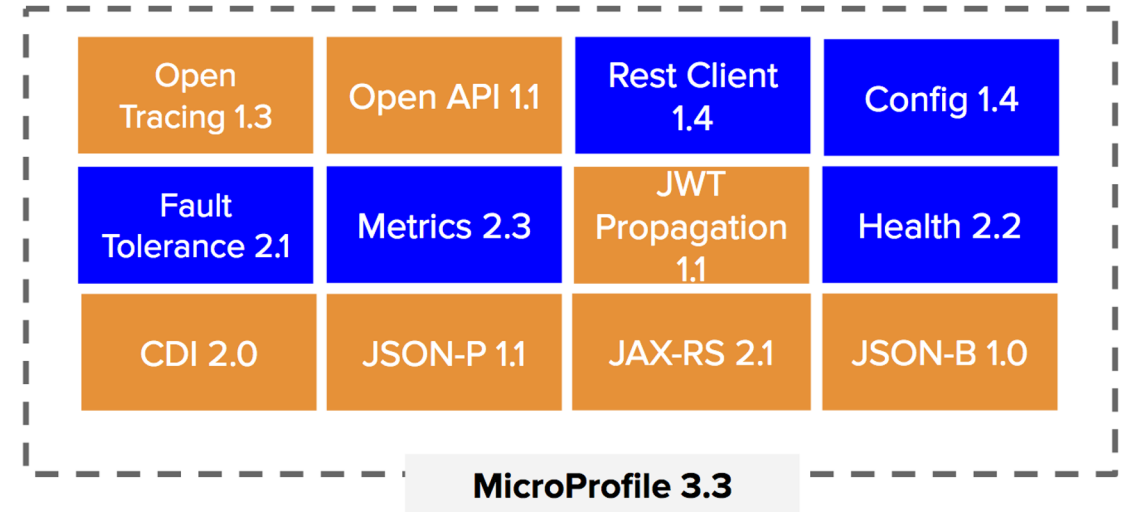 Open
Tracing 1.3
Open API 1.1
Rest Client
1.4
Config 1.4
Fault
Tolerance 2.1
Metrics 2.3
JWT
Propagation
1.1
Health 2.2
CDI 2.0
JSON-P 1.1
JAX-RS 2.1
JSON-B 1.0
MicroProfile 3.3